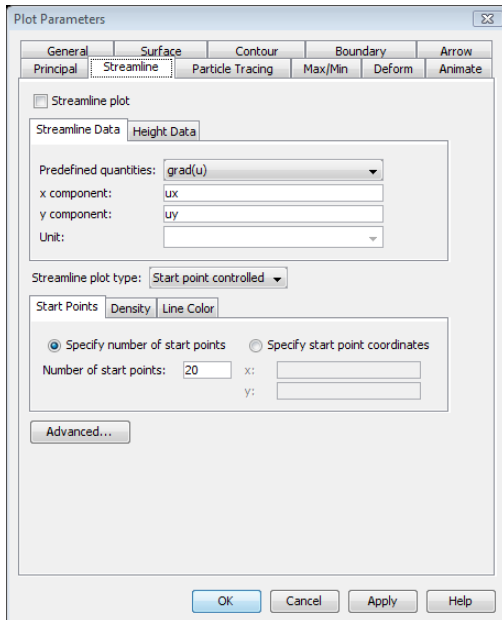 Plot Parameters
General Surface Contour Boundary Arrow
Principal Streamline Particle Tracing Max/Min Deform Animate
Streamline plot
Streamline Data Height Data
Predefined quantities: grad(u)
x component: ux
y component: uy
Unit:
Streamline plot type: Start point controlled
Start Points Density Line Color
Specify number of start points Specify start point coordinates
Number of start points: 20 x:
y:
Advanced...
OK Cancel Apply Help